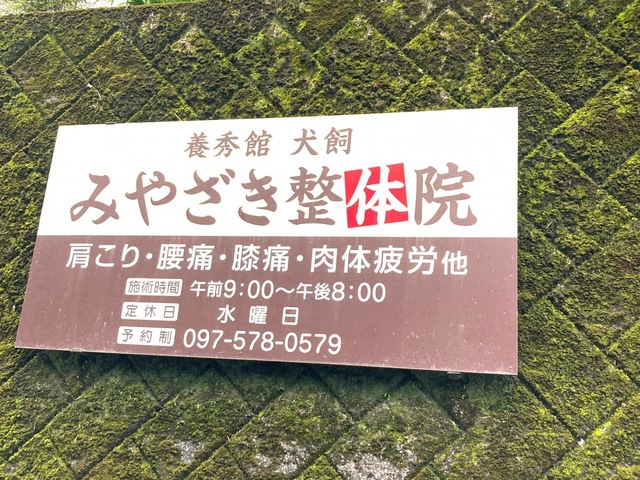 養秀館 犬飼
みやざき整体院
肩こり・腰痛・膝痛・肉体疲労他
施術時間 午前9:00～午後8:00
定休日 水曜日
予約制 097-578-0579